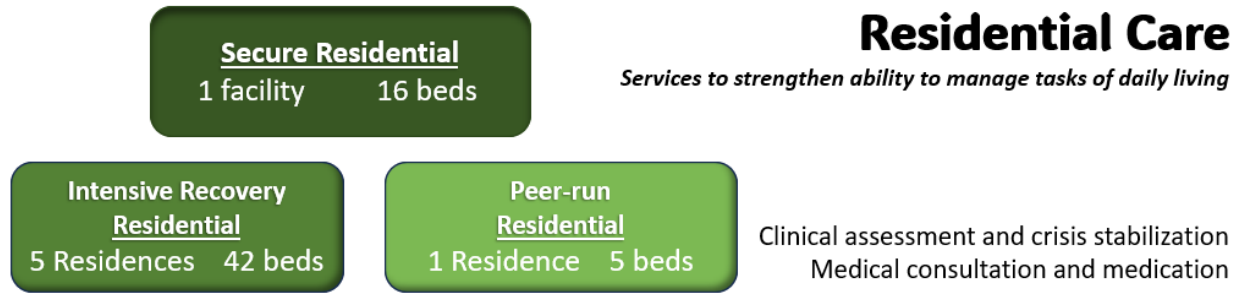 Residential Care
Services to strengthen ability to manage tasks of daily living
Secure Residential
1 facility 16 beds
Intensive Recovery
Residential
5 Residences 42 beds
Peer-run
Residential
1 Residence 5 beds
Clinical assessment and crisis stabilization
Medical consultation and medication